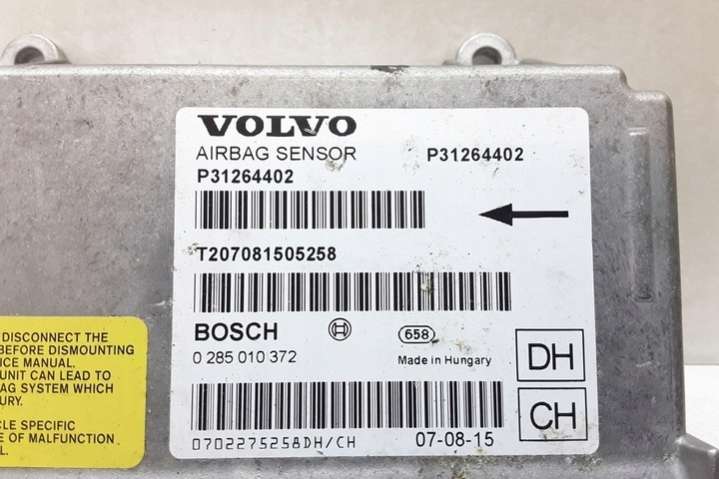 VOLVO
AIRBAG SENSOR P31264402
P31264402
T207081505258
BOSCH 658
0 285 010 372 Made in Hungary
DH
CH
0702275258DH/CH 07-08-15
DISCONNECT THE
BEFORE DISMOUNTING
ICE MANUAL.
UNIT CAN LEAD TO
AG SYSTEM WHICH
URY.
CLE SPECIFIC
E OF MALFUNCTION
L.